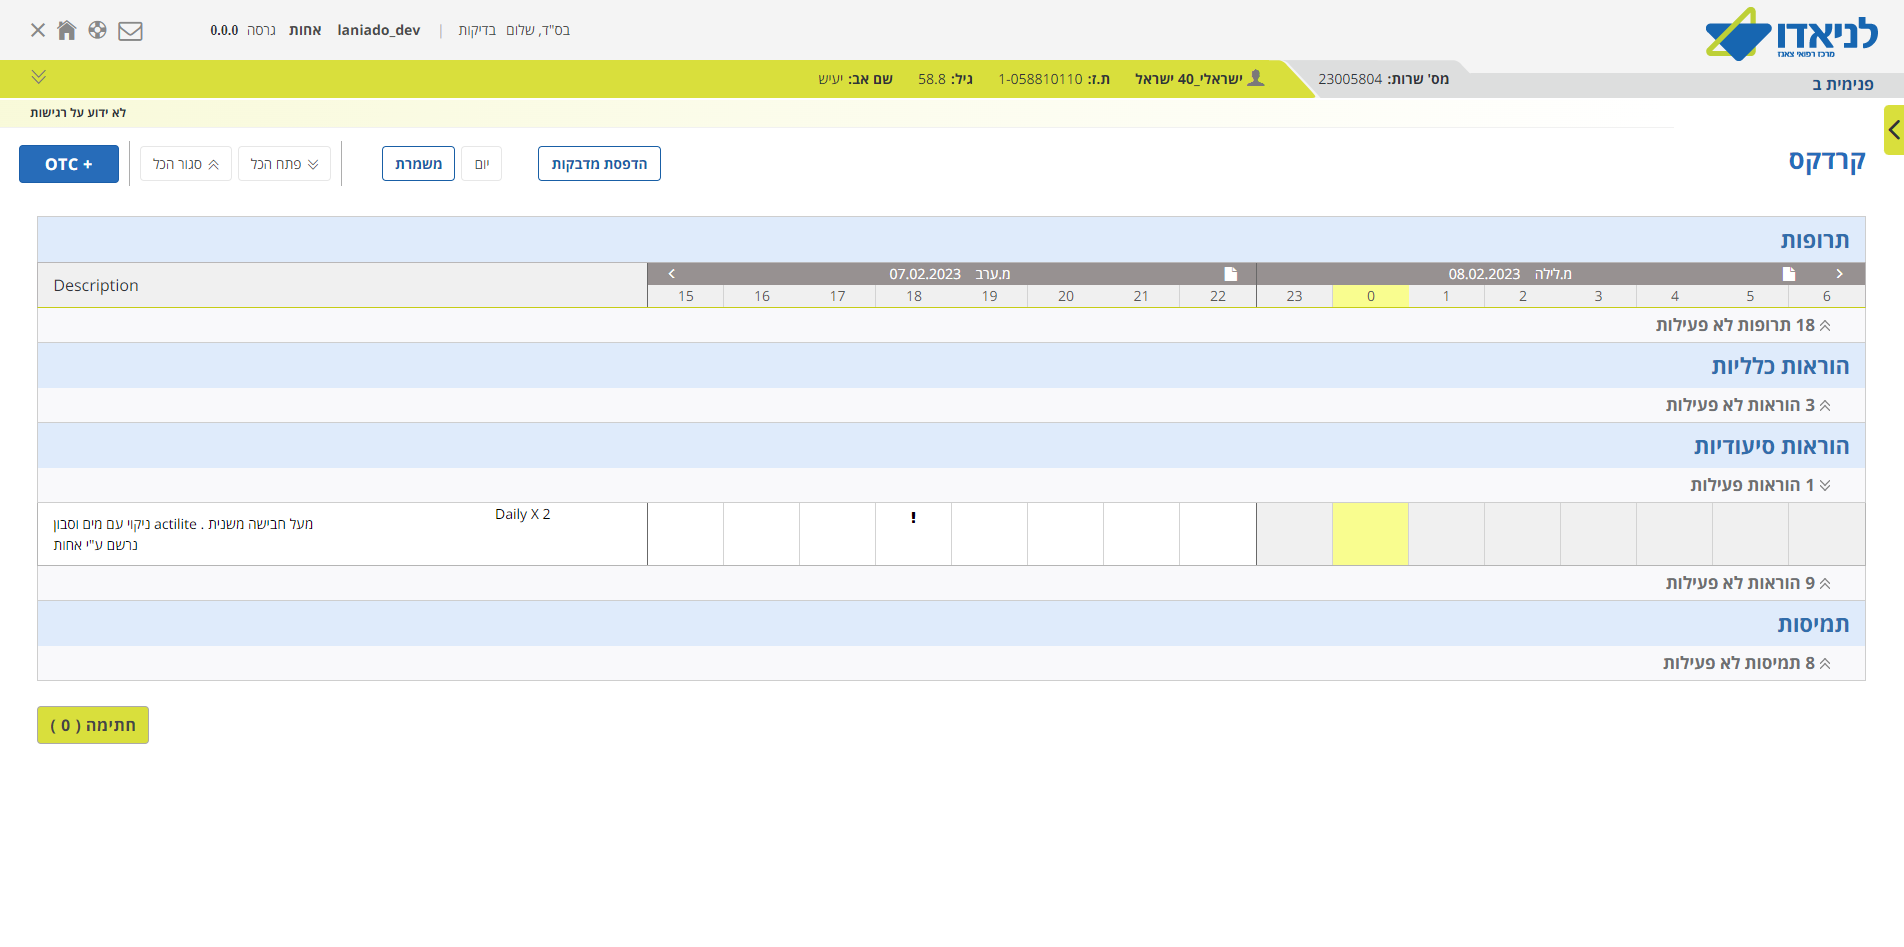 לניאדו
מרכז רפואי צאנז
בס"ד, שלום בדיקות | laniado_dev אחות גרסה 0.0.0
פנימית ב
מס' שרות: 23005804
ישראלי_40 ישראל ת.ז: 1-058810110 גיל: 58.8 שם אב: יעיש
לא ידוע על רגישות
קרדקס
הדפסת מדבקות יום משמרת פתח הכל סגור הכל OTC +
תרופות
Description
07.02.2023 מ.ערב
08.02.2023 מ.לילה
15 16 17 18 19 20 21 22 23 0 1 2 3 4 5 6
18 תרופות לא פעילות
הוראות כלליות
3 הוראות לא פעילות
הוראות סיעודיות
1 הוראות פעילות
ניקוי עם מים וסבון actilite . מעל חבישה משנית
Daily X 2
!
נרשם ע"י אחות
9 הוראות לא פעילות
תמיסות
8 תמיסות לא פעילות
חתימה ( 0 )